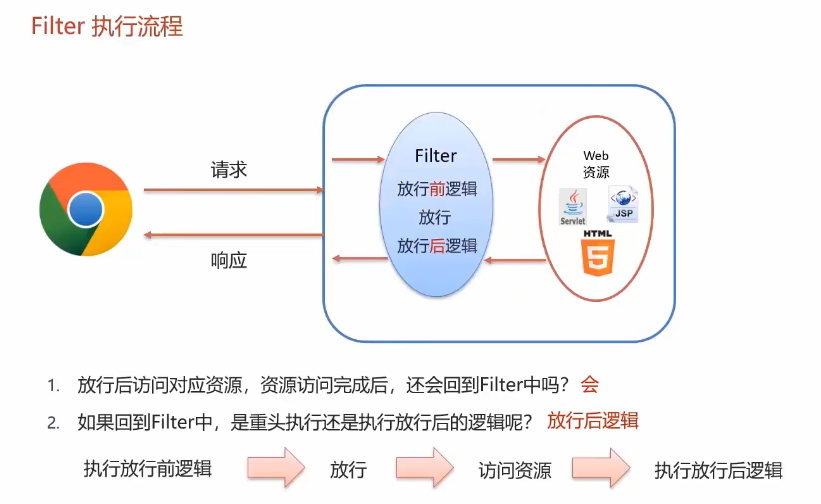 Filter 执行流程
请求
响应
Filter
放行前逻辑
放行
放行后逻辑
Web
资源
Servlet
JSP
HTML
5
1. 放行后访问对应资源，资源访问完成后，还会回到Filter中吗？会
2. 如果回到Filter中，是重头执行还是执行放行后的逻辑呢？放行后逻辑
执行放行前逻辑 放行 访问资源 执行放行后逻辑